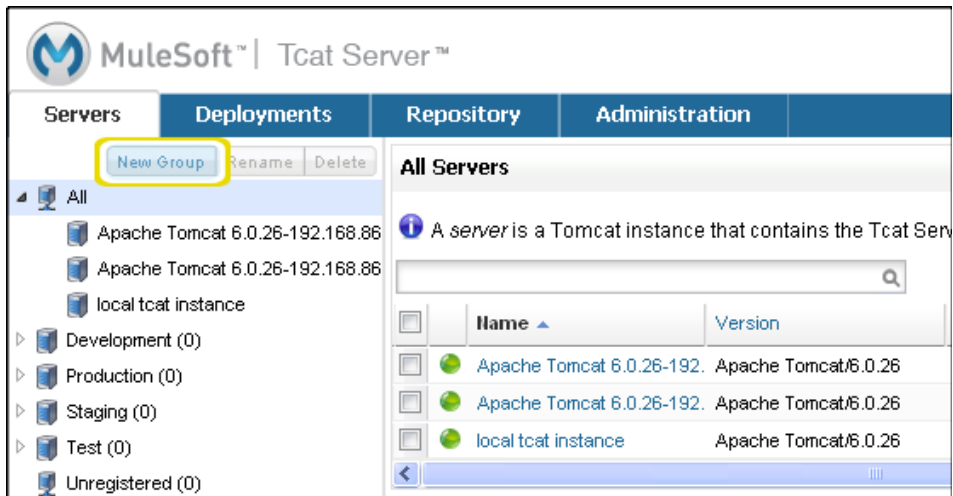 MuleSoft™ | Tcat Server™
Servers Deployments Repository Administration
New Group Rename Delete
All
Apache Tomcat 6.0.26-192.168.86
Apache Tomcat 6.0.26-192.168.86
local tcat instance
Development (0)
Production (0)
Staging (0)
Test (0)
Unregistered (0)
All Servers
A server is a Tomcat instance that contains the Tcat Serv
Name Version
Apache Tomcat 6.0.26-192. Apache Tomcat/6.0.26
Apache Tomcat 6.0.26-192. Apache Tomcat/6.0.26
local tcat instance Apache Tomcat/6.0.26